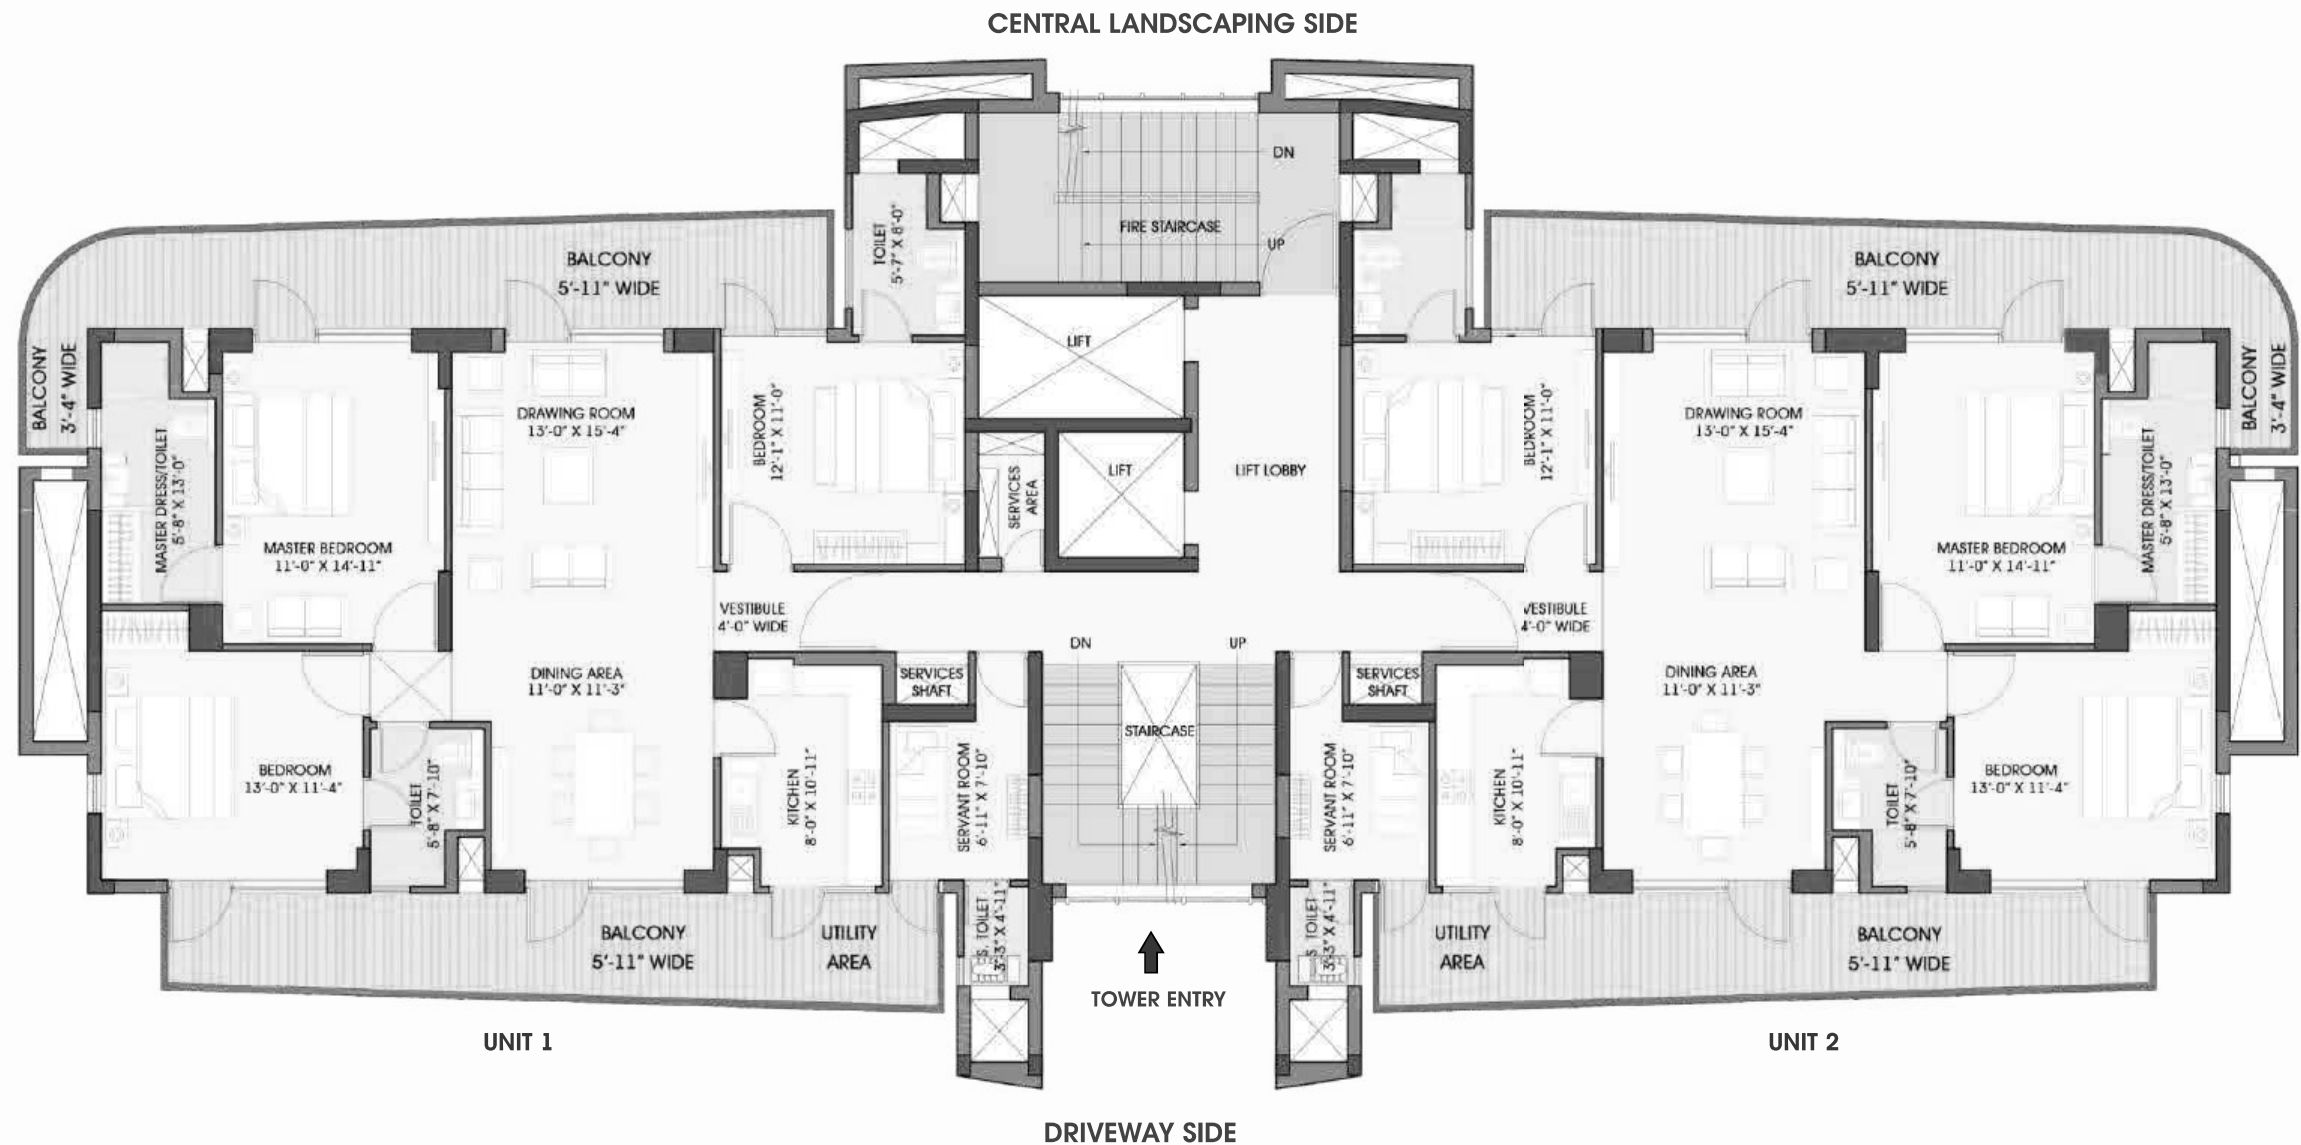 CENTRAL LANDSCAPING SIDE
DN
FIRE STAIRCASE
UP
TOILET
5'-7" X 8'-0"
BALCONY
5'-11" WIDE
BALCONY
5'-11" WIDE
BALCONY
3'-4" WIDE
MASTER DRESS/TOILET
5'-8" X 13'-0"
MASTER BEDROOM
11'-0" X 14'-11"
DRAWING ROOM
13'-0" X 15'-4"
BEDROOM
12'-1" X 11'-0"
LIFT
LIFT
SERVICES
AREA
LIFT LOBBY
BEDROOM
12'-1" X 11'-0"
DRAWING ROOM
13'-0" X 15'-4"
MASTER BEDROOM
11'-0" X 14'-11"
MASTER DRESS/TOILET
5'-8" X 13'-0"
BALCONY
3'-4" WIDE
VESTIBULE
4'-0" WIDE
VESTIBULE
4'-0" WIDE
DN
UP
DINING AREA
11'-0" X 11'-3"
SERVICES
SHAFT
SERVICES
SHAFT
DINING AREA
11'-0" X 11'-3"
STAIRCASE
BEDROOM
13'-0" X 11'-4"
TOILET
5'-8" X 7'-10"
KITCHEN
8'-0" X 10'-11"
SERVANT ROOM
6'-11" X 7'-10"
SERVANT ROOM
6'-11" X 7'-10"
KITCHEN
8'-0" X 10'-11"
TOILET
5'-8" X 7'-10"
BEDROOM
13'-0" X 11'-4"
BALCONY
5'-11" WIDE
UTILITY
AREA
S. TOILET
3'-3" X 4'-11"
S. TOILET
3'-3" X 4'-11"
UTILITY
AREA
BALCONY
5'-11" WIDE
TOWER ENTRY
UNIT 1
UNIT 2
DRIVEWAY SIDE